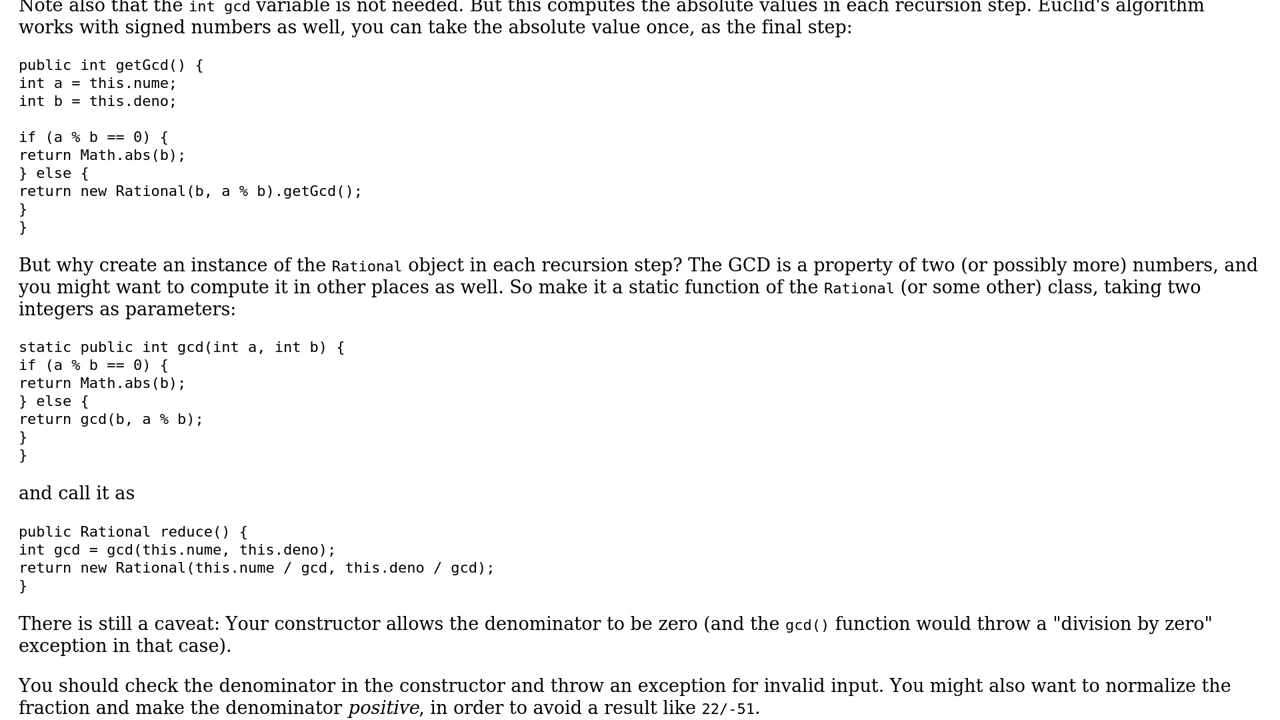 Note also that the int gcd variable is not needed. But this computes the absolute values in each recursion step. Euclid's algorithm
works with signed numbers as well, you can take the absolute value once, as the final step:
public int getGcd() {
int a = this.nume;
int b = this.deno;
if (a % b == 0) {
return Math.abs(b);
} else {
return new Rational(b, a % b).getGcd();
}
}
But why create an instance of the Rational object in each recursion step? The GCD is a property of two (or possibly more) numbers, and
you might want to compute it in other places as well. So make it a static function of the Rational (or some other) class, taking two
integers as parameters:
static public int gcd(int a, int b) {
if (a % b == 0) {
return Math.abs(b);
} else {
return gcd(b, a % b);
}
}
and call it as
public Rational reduce() {
int gcd = gcd(this.nume, this.deno);
return new Rational(this.nume / gcd, this.deno / gcd);
}
There is still a caveat: Your constructor allows the denominator to be zero (and the gcd() function would throw a "division by zero"
exception in that case).
You should check the denominator in the constructor and throw an exception for invalid input. You might also want to normalize the
fraction and make the denominator positive, in order to avoid a result like 22/-51.